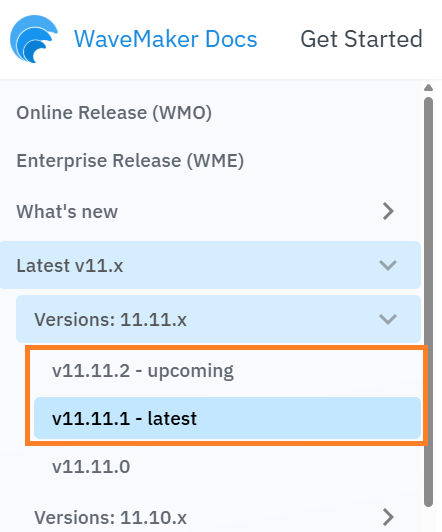 WaveMaker Docs Get Started
Online Release (WMO)
Enterprise Release (WME)
What's new
Latest v11.x
Versions: 11.11.x
v11.11.2 - upcoming
v11.11.1 - latest
v11.11.0
Versions: 11.10.x